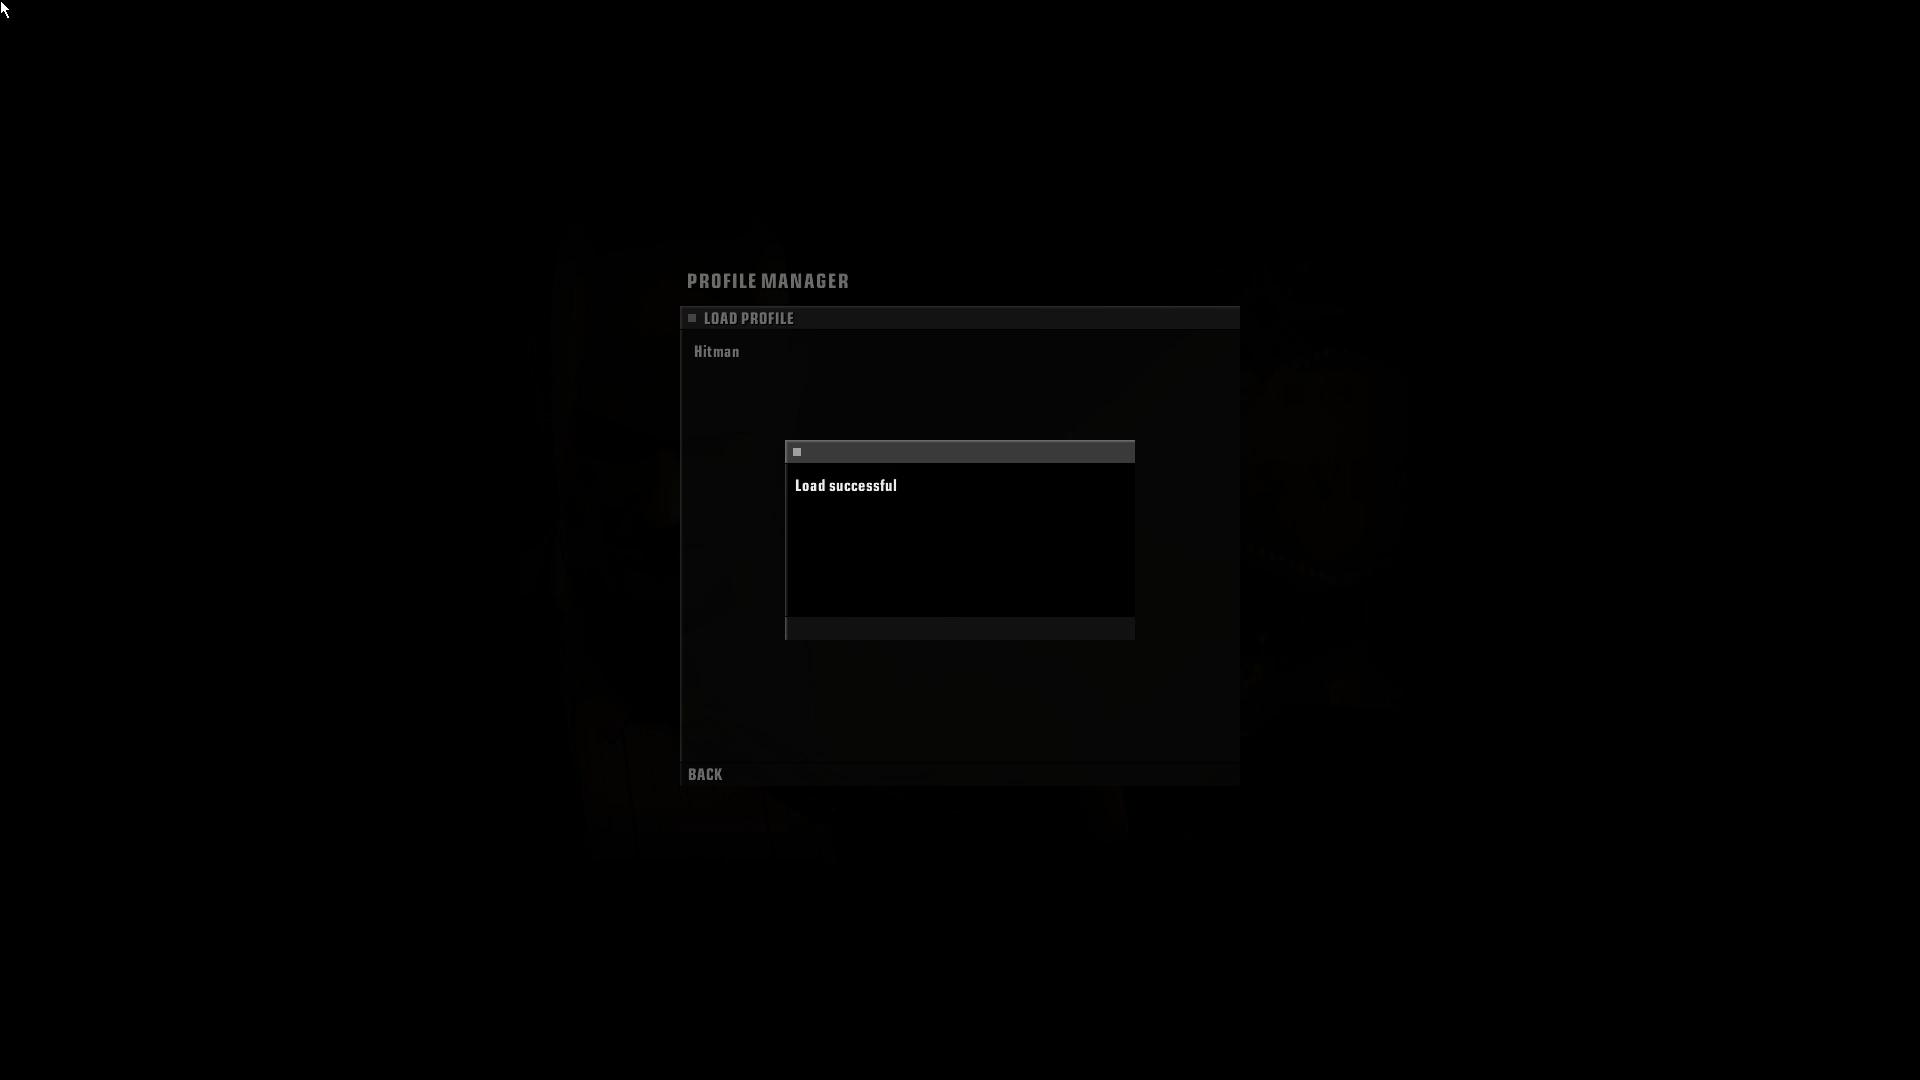 PROFILE MANAGER
LOAD PROFILE
Hitman
Load successful
BACK